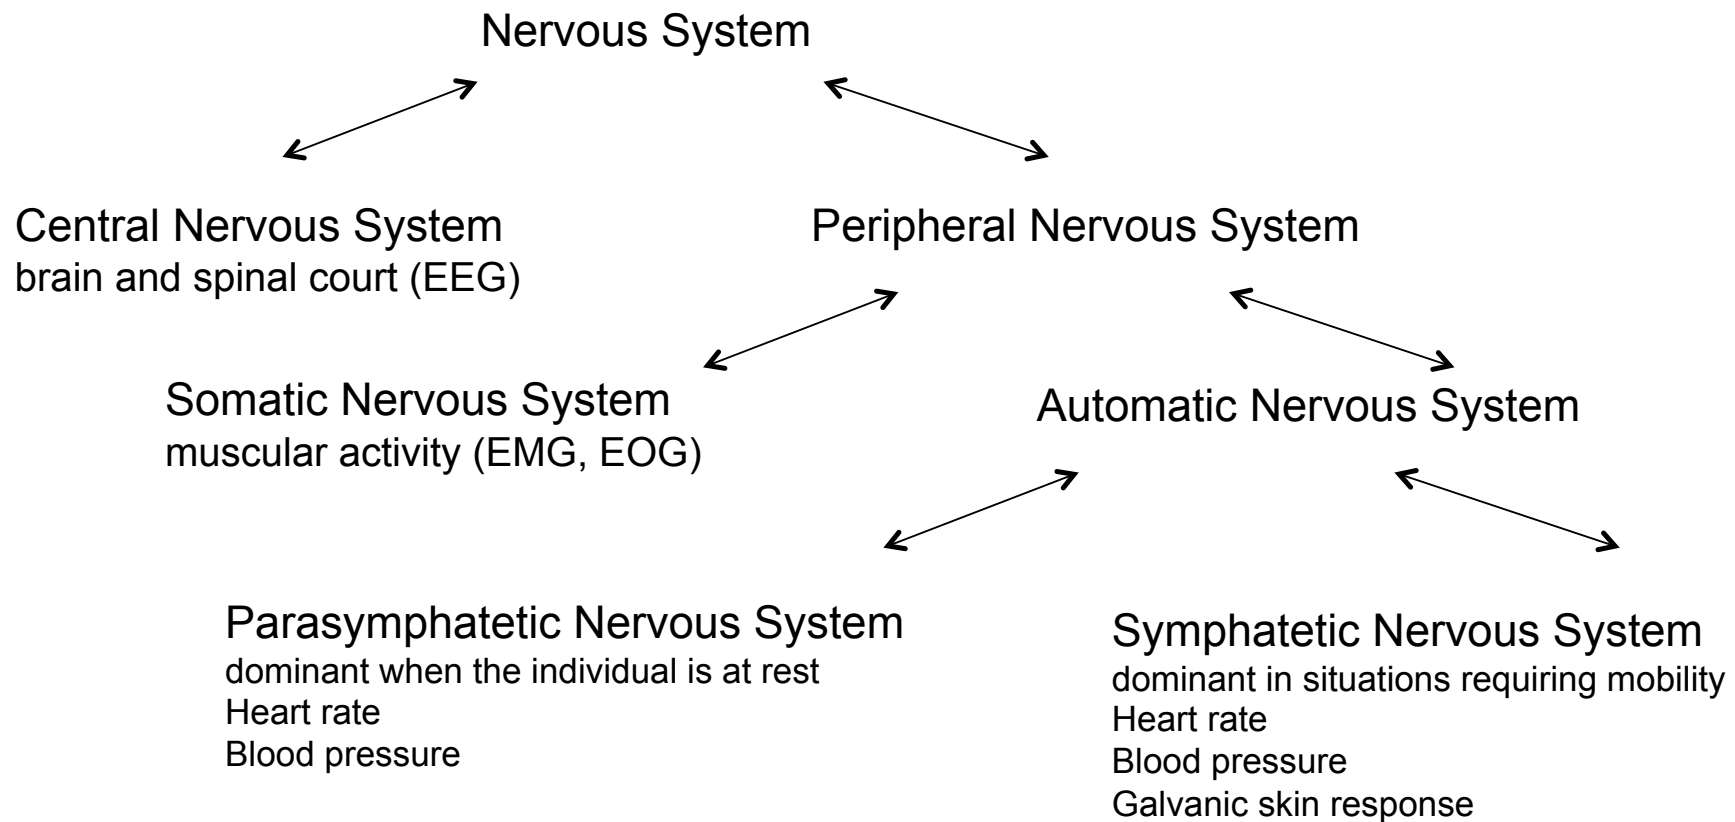 Nervous System
Central Nervous System
brain and spinal court (EEG)
Peripheral Nervous System
Somatic Nervous System
muscular activity (EMG, EOG)
Automatic Nervous System
Parasymphatetic Nervous System
dominant when the individual is at rest
Heart rate
Blood pressure
Symphatetic Nervous System
dominant in situations requiring mobility
Heart rate
Blood pressure
Galvanic skin response